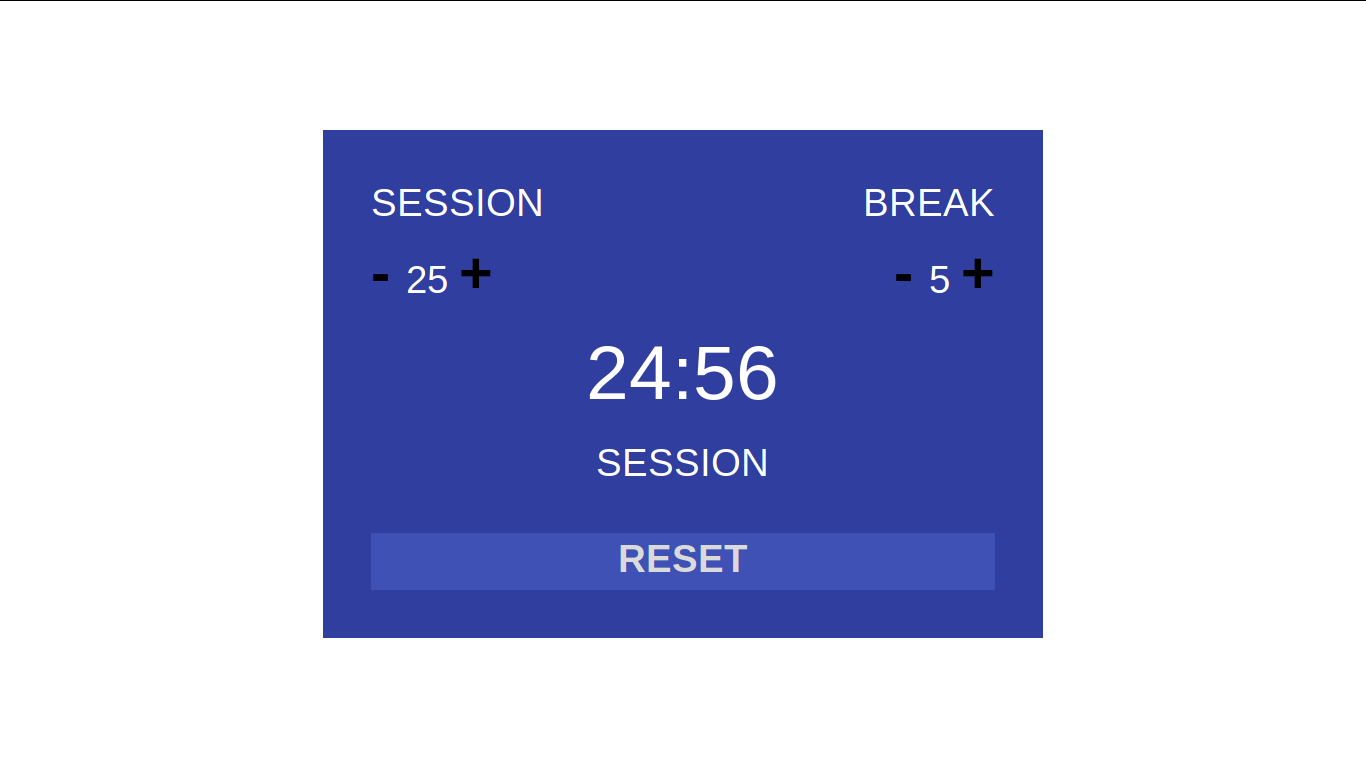 SESSION BREAK
- 25 + - 5 +
24:56
SESSION
RESET